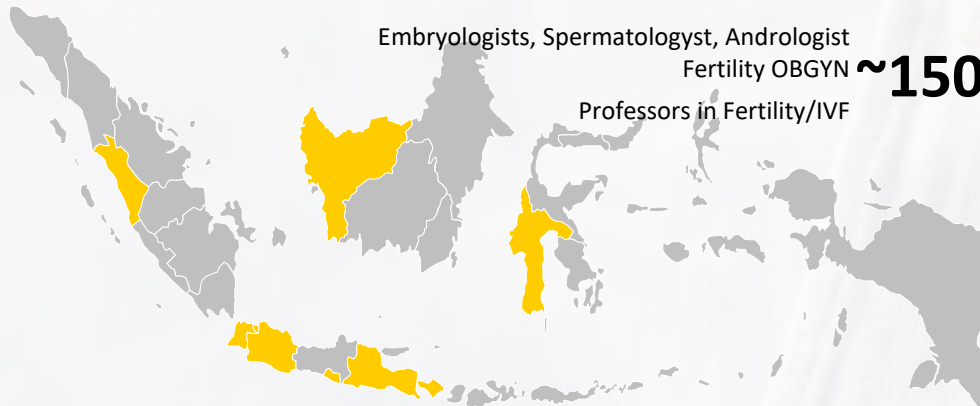 Embryologists, Spermatologyst, Andrologist
Fertility OBGYN
~150
Professors in Fertility/IVF